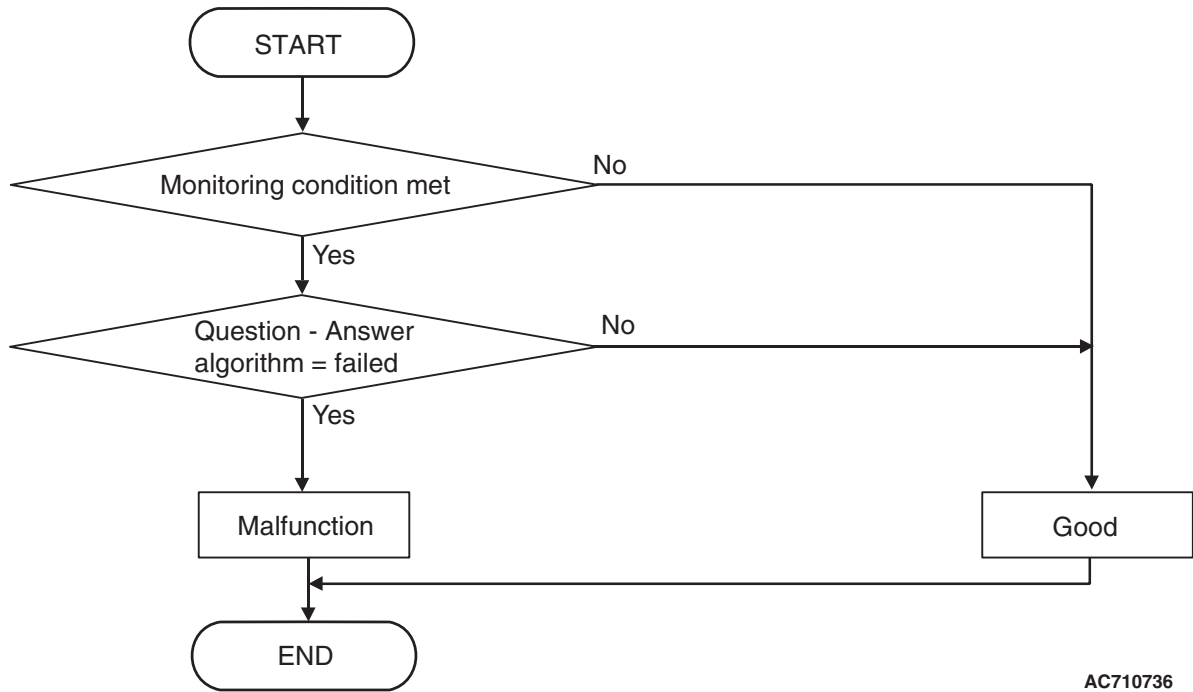 START
Monitoring condition met
No
Yes
Question - Answer
algorithm = failed
No
Yes
Malfunction
Good
END
AC710736